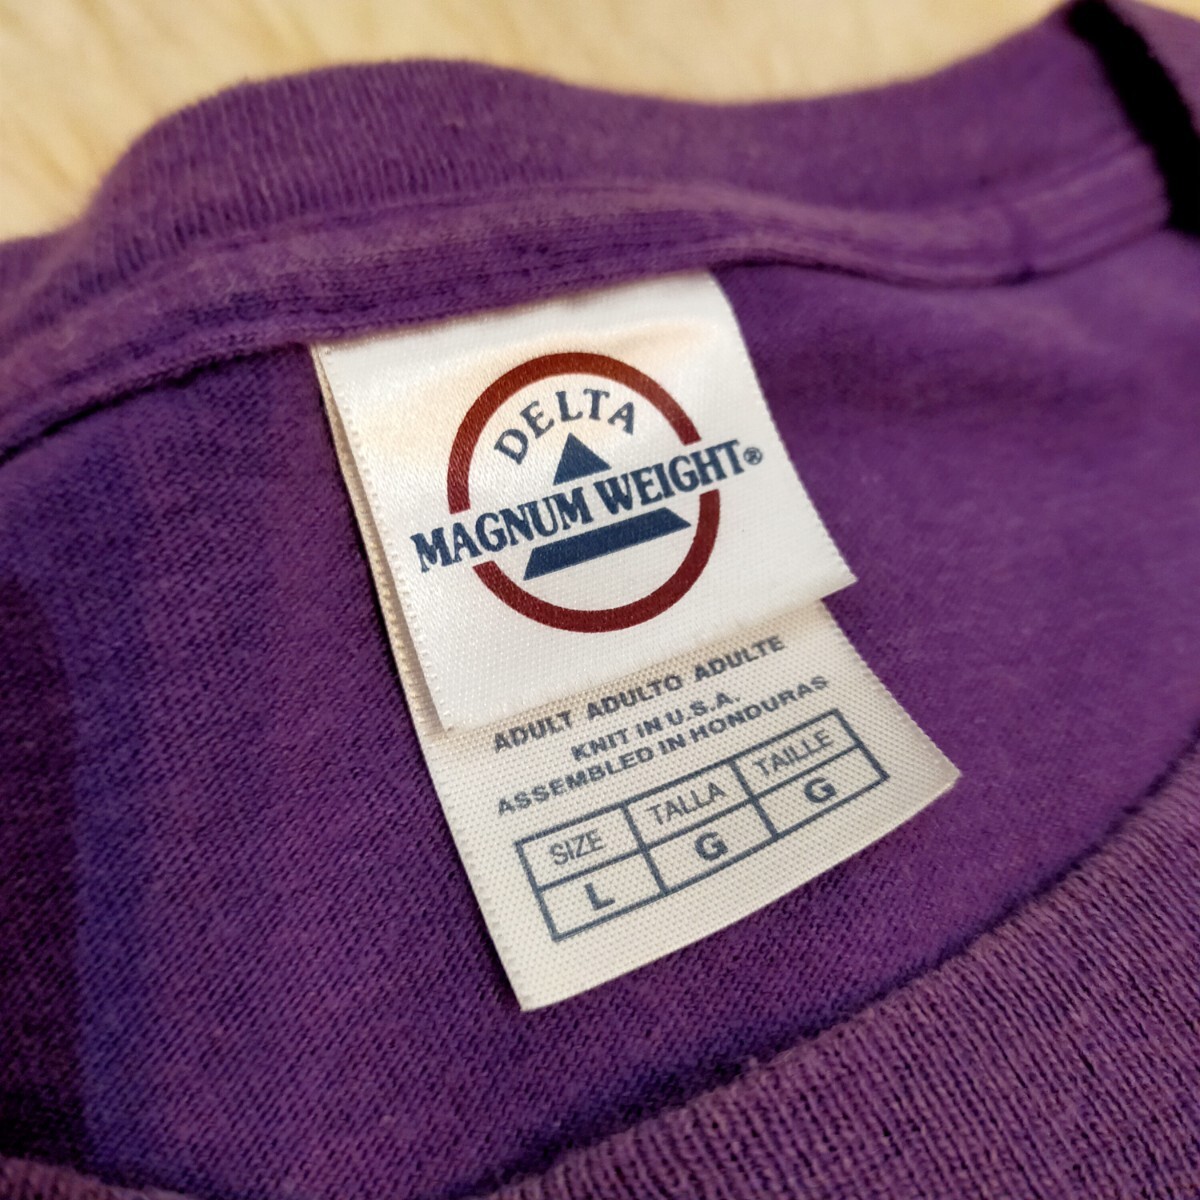 DELTA
MAGNUM WEIGHT®
ADULT ADULTO ADULTE
KNIT IN U.S.A.
ASSEMBLED IN HONDURAS
SIZE TALLA TAILLE
L G G